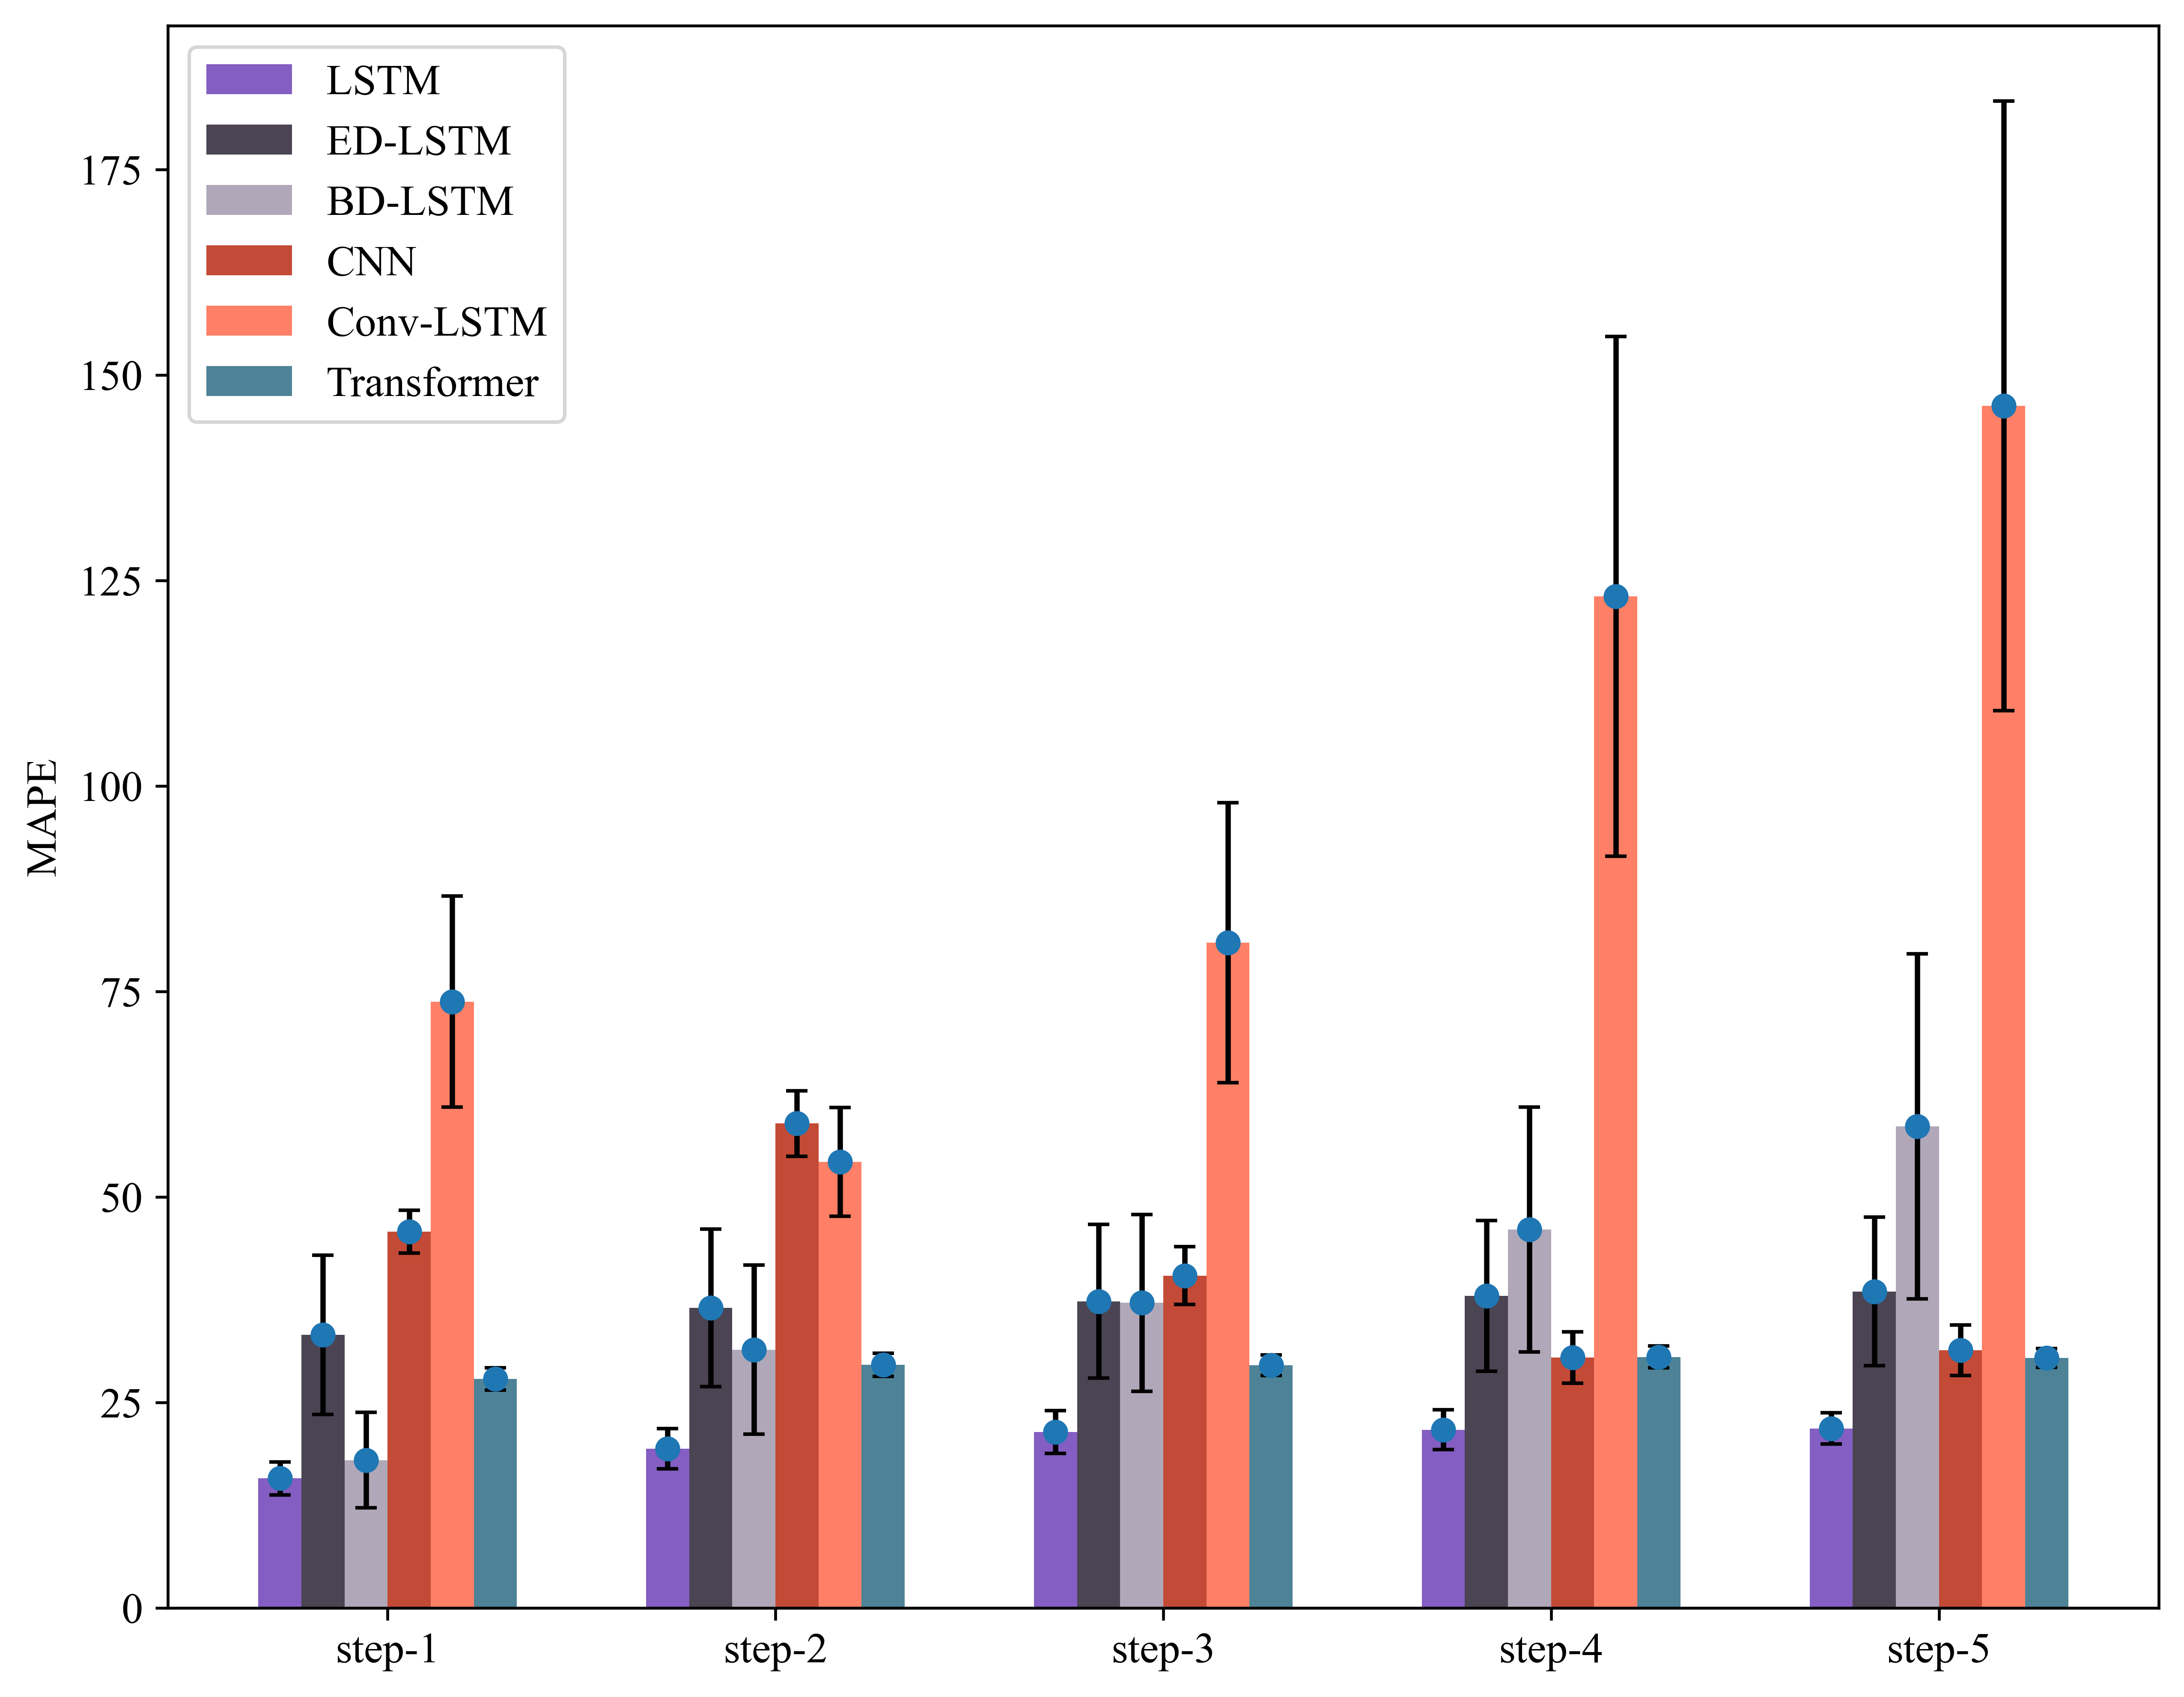 LSTM
ED-LSTM
BD-LSTM
CNN
Conv-LSTM
Transformer
MAPE
175
150
125
100
75
50
25
0
step-1
step-2
step-3
step-4
step-5